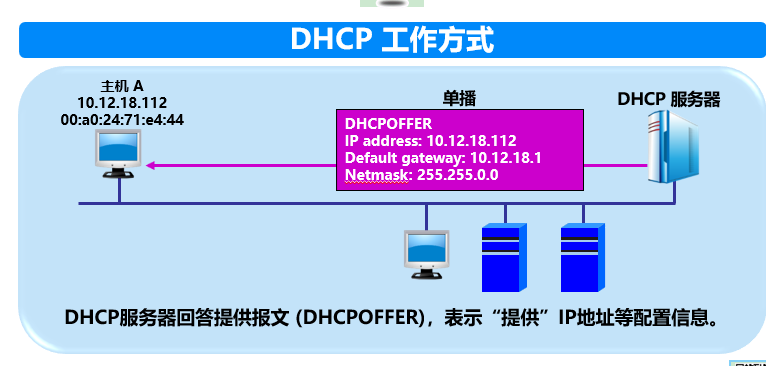 DHCP 工作方式
主机 A
10.12.18.112
00:a0:24:71:e4:44
单播
DHCP 服务器
DHCPOFFER
IP address: 10.12.18.112
Default gateway: 10.12.18.1
Netmask: 255.255.0.0
DHCP服务器回答提供报文 (DHCPOFFER)，表示“提供”IP地址等配置信息。